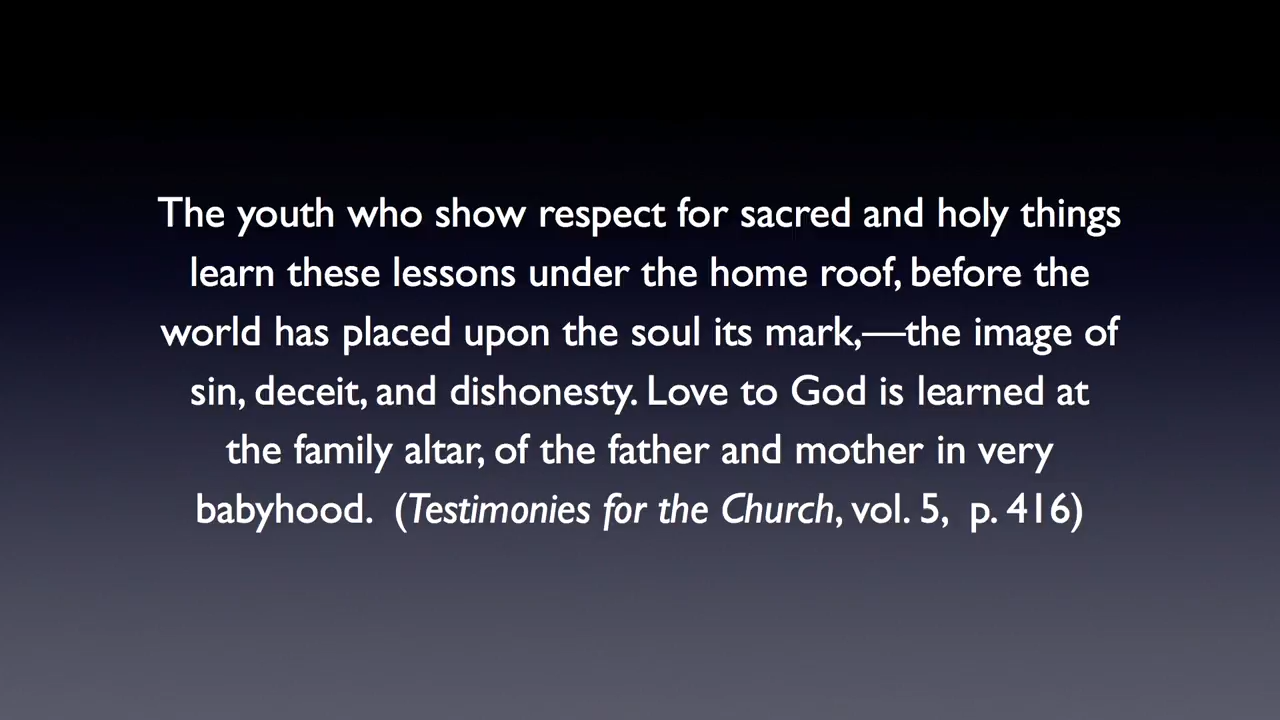 The youth who show respect for sacred and holy things
learn these lessons under the home roof, before the
world has placed upon the soul its mark,—the image of
sin, deceit, and dishonesty. Love to God is learned at
the family altar, of the father and mother in very
babyhood.  (Testimonies for the Church, vol. 5,  p. 416)